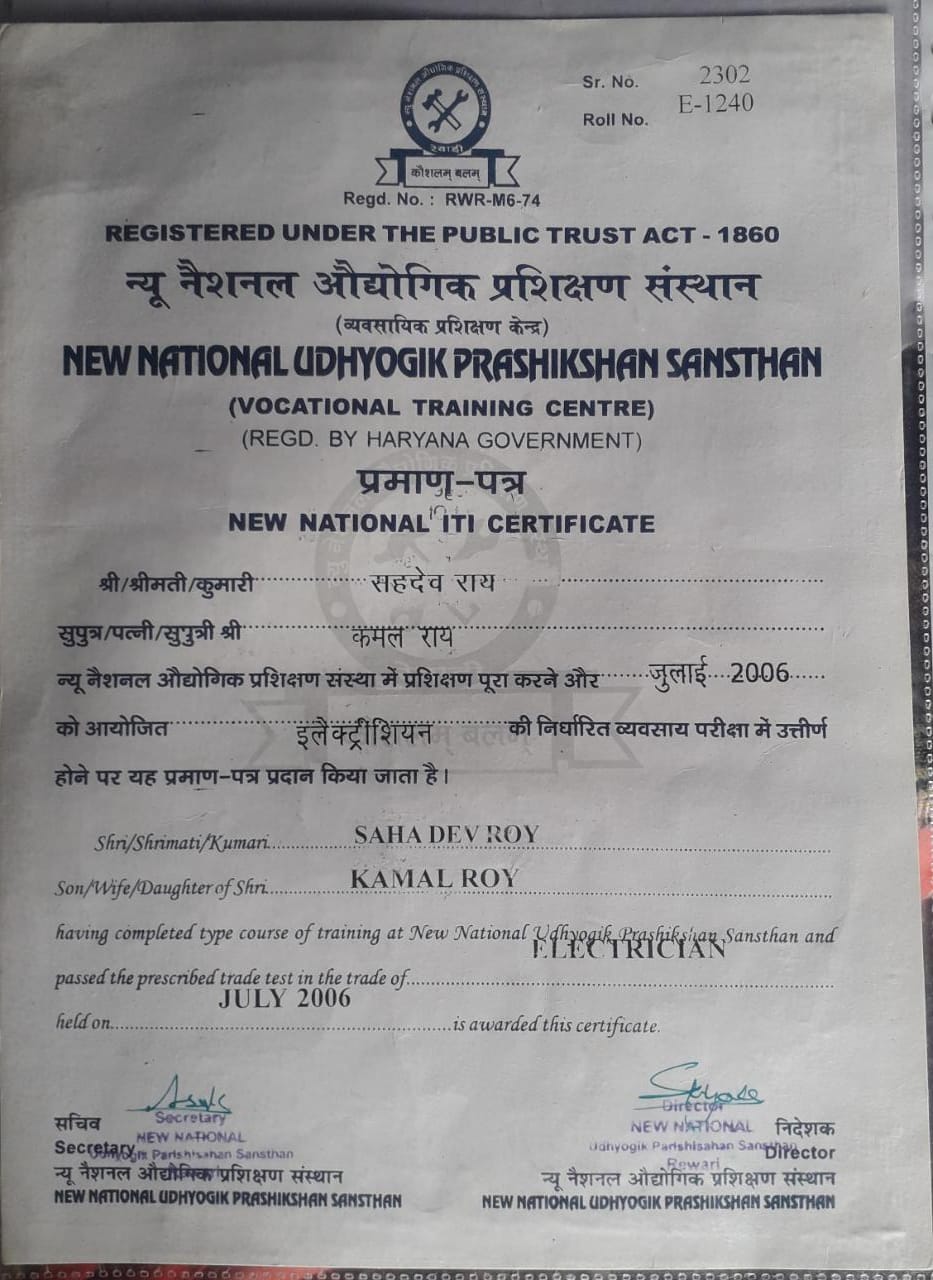 न्यू नैशनल औद्योगिक प्रशिक्षण संस्थान
रेवाड़ी
कौशलम् बलम्
Sr. No. 2302
Roll No. E-1240
Regd. No. : RWR-M6-74
REGISTERED UNDER THE PUBLIC TRUST ACT - 1860
न्यू नैशनल औद्योगिक प्रशिक्षण संस्थान
(व्यवसायिक प्रशिक्षण केन्द्र)
NEW NATIONAL UDHYOGIK PRASHIKSHAN SANSTHAN
(VOCATIONAL TRAINING CENTRE)
(REGD. BY HARYANA GOVERNMENT)
प्रमाण-पत्र
NEW NATIONAL ITI CERTIFICATE
श्री/श्रीमती/कुमारी सहदेव राय
सुपुत्र/पत्नी/सुपुत्री श्री कमल राय
न्यू नैशनल औद्योगिक प्रशिक्षण संस्था में प्रशिक्षण पूरा करने और जुलाई 2006
को आयोजित इलैक्ट्रीशियन की निर्धारित व्यवसाय परीक्षा में उत्तीर्ण
होने पर यह प्रमाण-पत्र प्रदान किया जाता है।
Shri/Shrimati/Kumari SAHA DEV ROY
Son/Wife/Daughter of Shri KAMAL ROY
having completed type course of training at New National Udhyogik Prashikshan Sansthan and
passed the prescribed trade test in the trade of ELECTRICIAN
held on JULY 2006 is awarded this certificate.
Secretary
NEW NATIONAL
Udhyogik Parishisahan Sansthan
सचिव
Secretary
न्यू नैशनल औद्योगिक प्रशिक्षण संस्थान
NEW NATIONAL UDHYOGIK PRASHIKSHAN SANSTHAN
Director
NEW NATIONAL
Udhyogik Parishisahan Sansthan
Rewari
निदेशक
Director
न्यू नैशनल औद्योगिक प्रशिक्षण संस्थान
NEW NATIONAL UDHYOGIK PRASHIKSHAN SANSTHAN